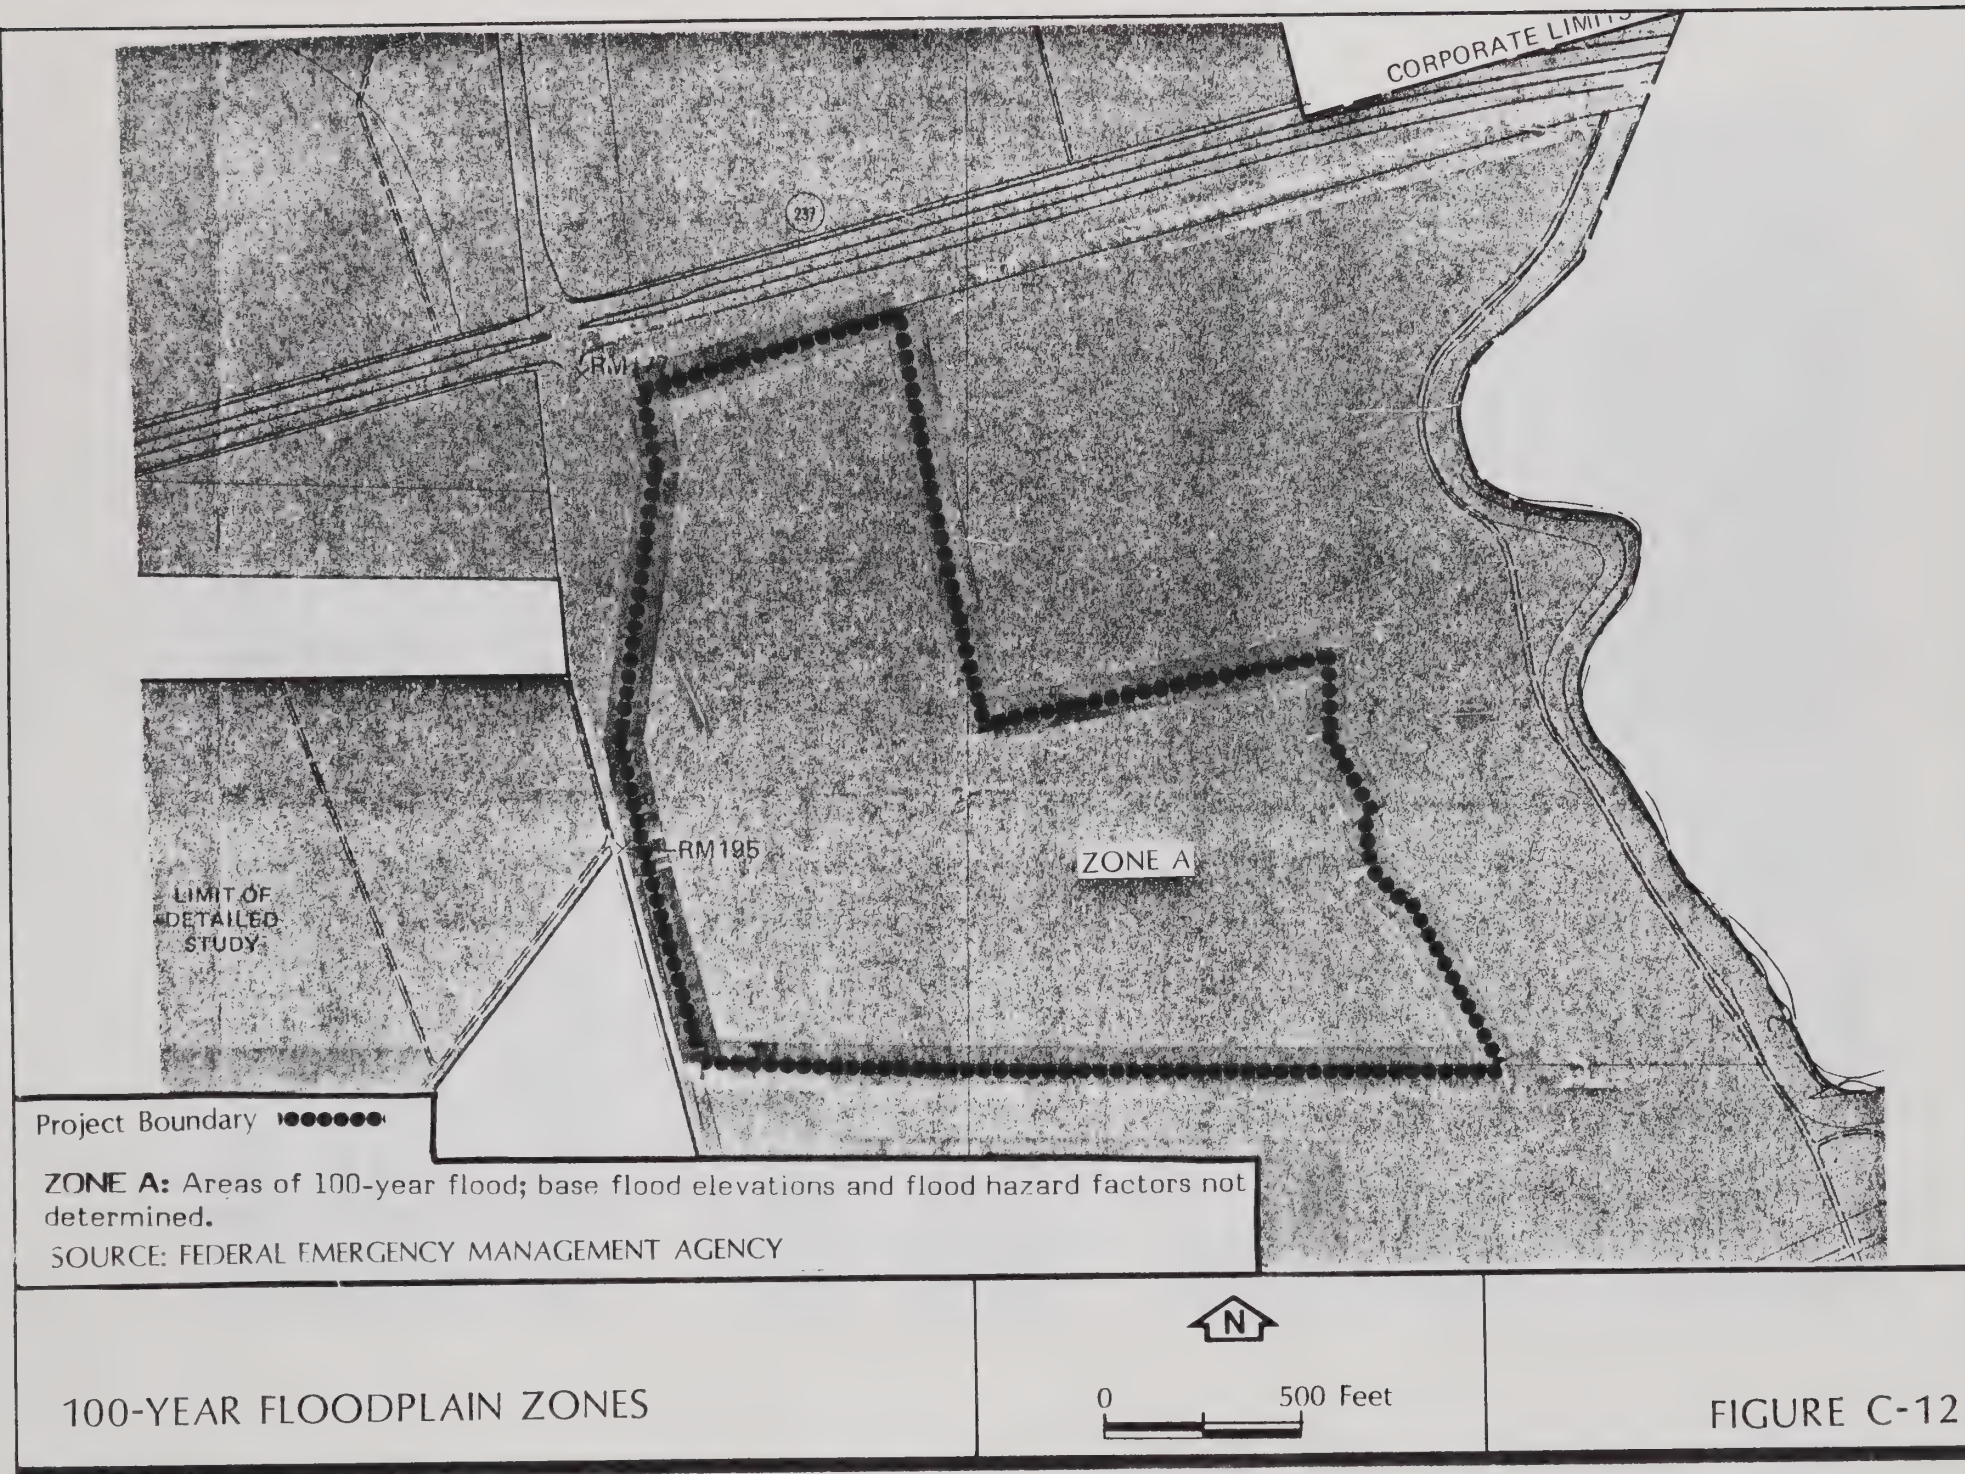 CORPORATE LIMITS
237
RM
RM195
ZONE A
LIMIT OF
DETAILED
STUDY
Project Boundary
ZONE A: Areas of 100-year flood; base flood elevations and flood hazard factors not
determined.
SOURCE: FEDERAL EMERGENCY MANAGEMENT AGENCY
N
0 500 Feet
100-YEAR FLOODPLAIN ZONES
FIGURE C-12